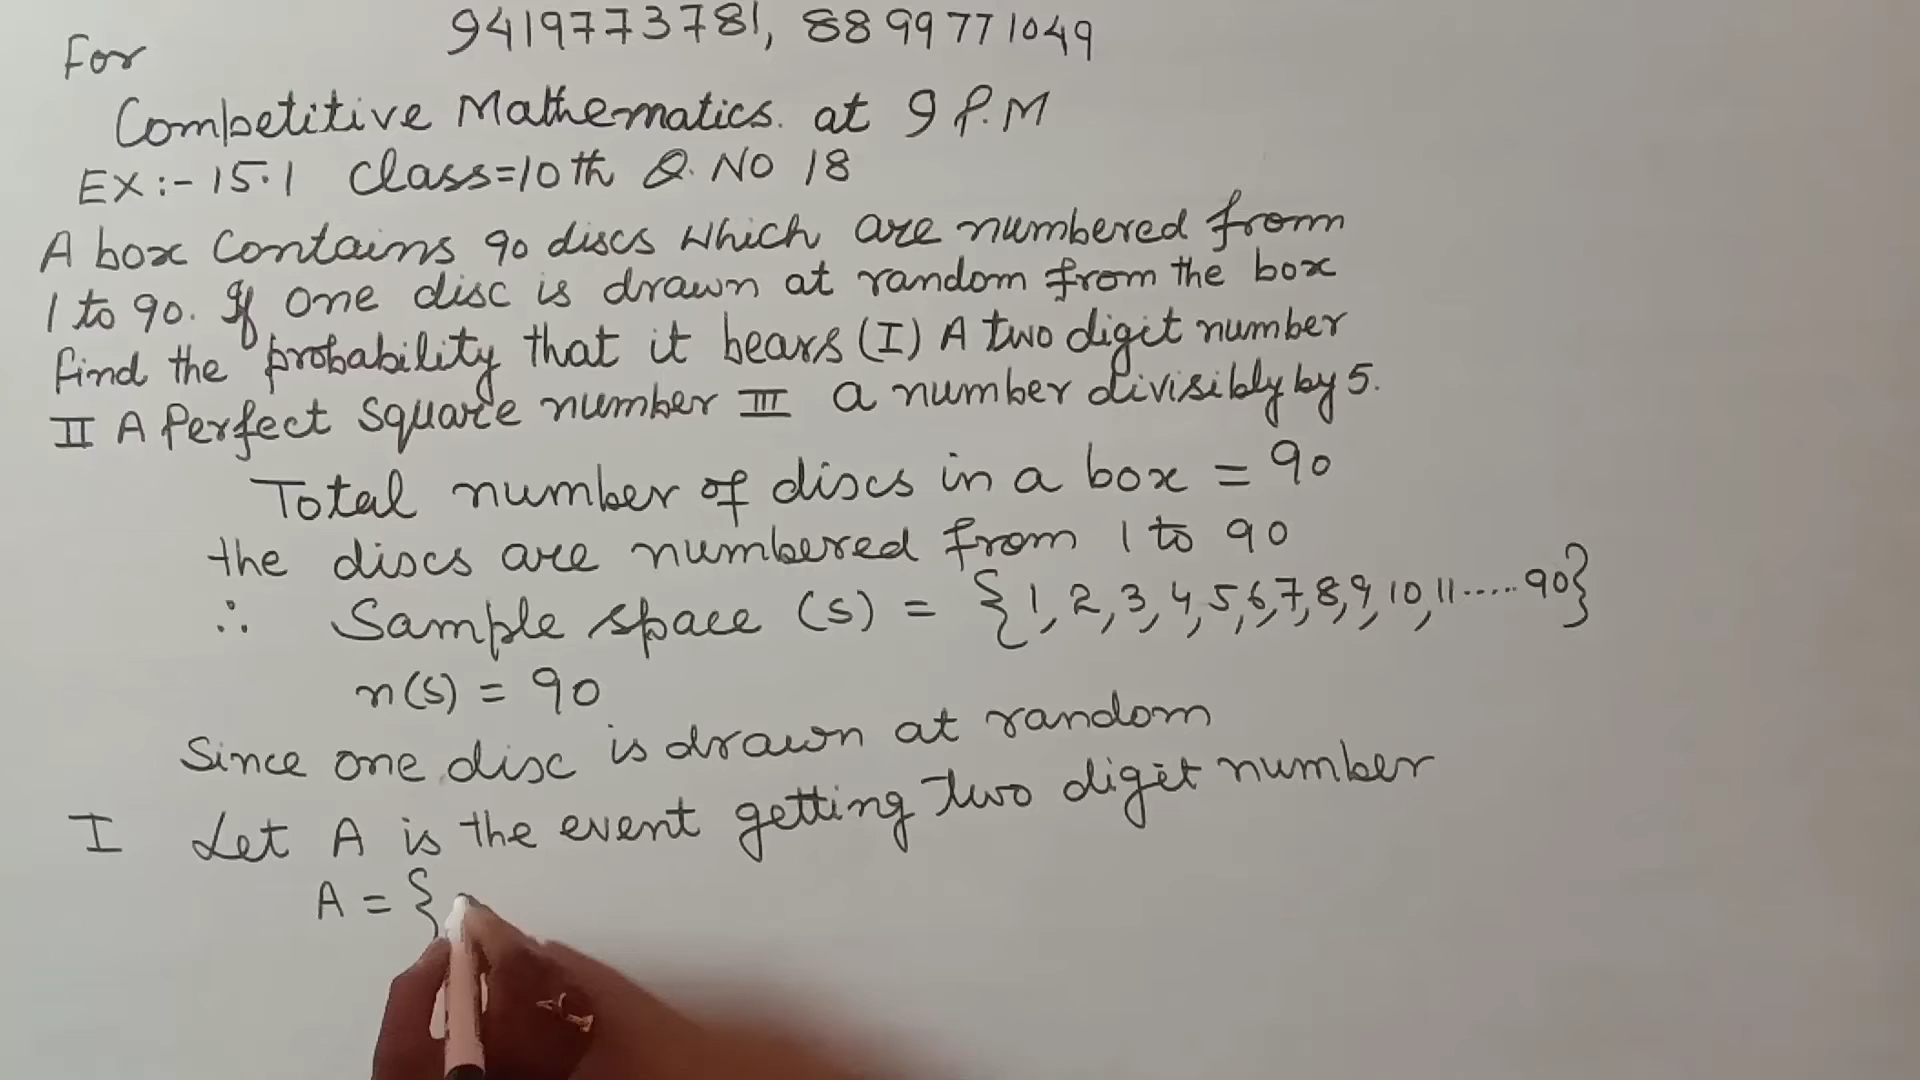 9419773781, 8899771049
For
Competitive Mathematics. at 9 P.M
EX:-15.1 Class=10th Q. NO 18
A box contains 90 discs which are numbered from
1 to 90. If one disc is drawn at random from the box
find the probability that it bears (I) A two digit number
II A Perfect square number III a number divisibly by 5.
Total number of discs in a box = 90
the discs are numbered from 1 to 90
∴ Sample space (S) = {1, 2, 3, 4, 5, 6, 7, 8, 9, 10, 11.....90}
n(S) = 90
Since one disc is drawn at random
I Let A is the event getting two digit number
A = {